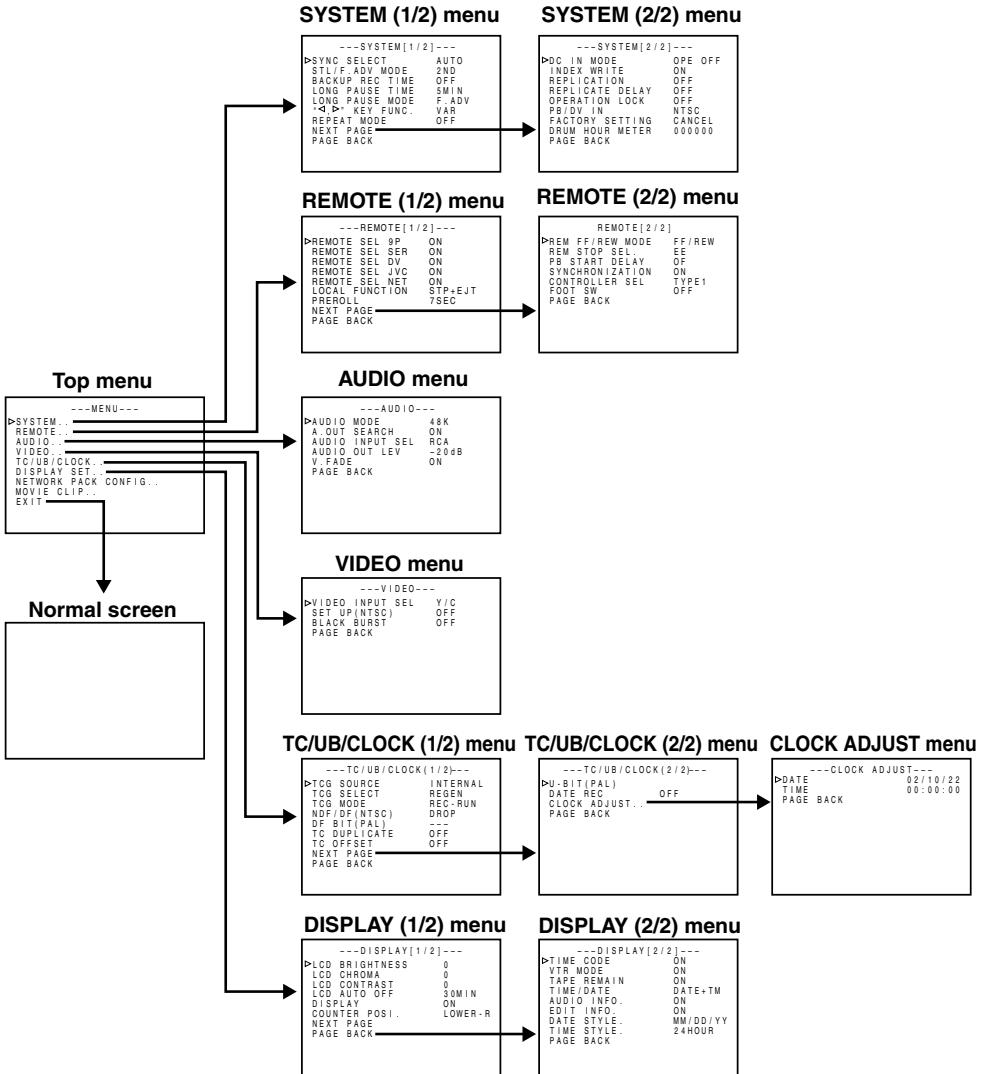 SYSTEM (1/2) menu
---SYSTEM[1/2]---
SYNC SELECT AUTO
STL/F.ADV MODE 2ND
BACKUP REC TIME OFF
LONG PAUSE TIME 5MIN
LONG PAUSE MODE F.ADV
"◁,▷" KEY FUNC. VAR
REPEAT MODE OFF
NEXT PAGE
PAGE BACK
SYSTEM (2/2) menu
---SYSTEM[2/2]---
DC IN MODE OPE OFF
INDEX WRITE ON
REPLICATION OFF
REPLICATE DELAY OFF
OPERATION LOCK OFF
PB/DV IN NTSC
FACTORY SETTING CANCEL
DRUM HOUR METER 000000
PAGE BACK
REMOTE (1/2) menu
---REMOTE[1/2]---
REMOTE SEL 9P ON
REMOTE SEL SER ON
REMOTE SEL DV ON
REMOTE SEL JVC ON
REMOTE SEL NET ON
LOCAL FUNCTION STP+EJT
PREROLL 7SEC
NEXT PAGE
PAGE BACK
REMOTE (2/2) menu
REMOTE[2/2]
REM FF/REW MODE FF/REW
REM STOP SEL. EE
PB START DELAY OF
SYNCHRONIZATION ON
CONTROLLER SEL TYPE1
FOOT SW OFF
PAGE BACK
Top menu
---MENU---
SYSTEM..
REMOTE..
AUDIO..
VIDEO..
TC/UB/CLOCK..
DISPLAY SET..
NETWORK PACK CONFIG..
MOVIE CLIP..
EXIT
AUDIO menu
---AUDIO---
AUDIO MODE 48K
A.OUT SEARCH ON
AUDIO INPUT SEL RCA
AUDIO OUT LEV -20dB
V.FADE ON
PAGE BACK
Normal screen
VIDEO menu
---VIDEO---
VIDEO INPUT SEL Y/C
SET UP(NTSC) OFF
BLACK BURST OFF
PAGE BACK
TC/UB/CLOCK (1/2) menu
---TC/UB/CLOCK(1/2)---
TCG SOURCE INTERNAL
TCG SELECT REGEN
TCG MODE REC-RUN
NDF/DF(NTSC) DROP
DF BIT(PAL) ---
TC DUPLICATE OFF
TC OFFSET OFF
NEXT PAGE
PAGE BACK
TC/UB/CLOCK (2/2) menu
---TC/UB/CLOCK(2/2)---
U-BIT(PAL)
DATE REC OFF
CLOCK ADJUST..
PAGE BACK
CLOCK ADJUST menu
---CLOCK ADJUST---
DATE 02/10/22
TIME 00:00:00
PAGE BACK
DISPLAY (1/2) menu
---DISPLAY[1/2]---
LCD BRIGHTNESS 0
LCD CHROMA 0
LCD CONTRAST 0
LCD AUTO OFF 30MIN
DISPLAY ON
COUNTER POSI. LOWER-R
NEXT PAGE
PAGE BACK
DISPLAY (2/2) menu
---DISPLAY[2/2]---
TIME CODE ON
VTR MODE ON
TAPE REMAIN ON
TIME/DATE DATE+TM
AUDIO INFO. ON
EDIT INFO. ON
DATE STYLE. MM/DD/YY
TIME STYLE. 24HOUR
PAGE BACK